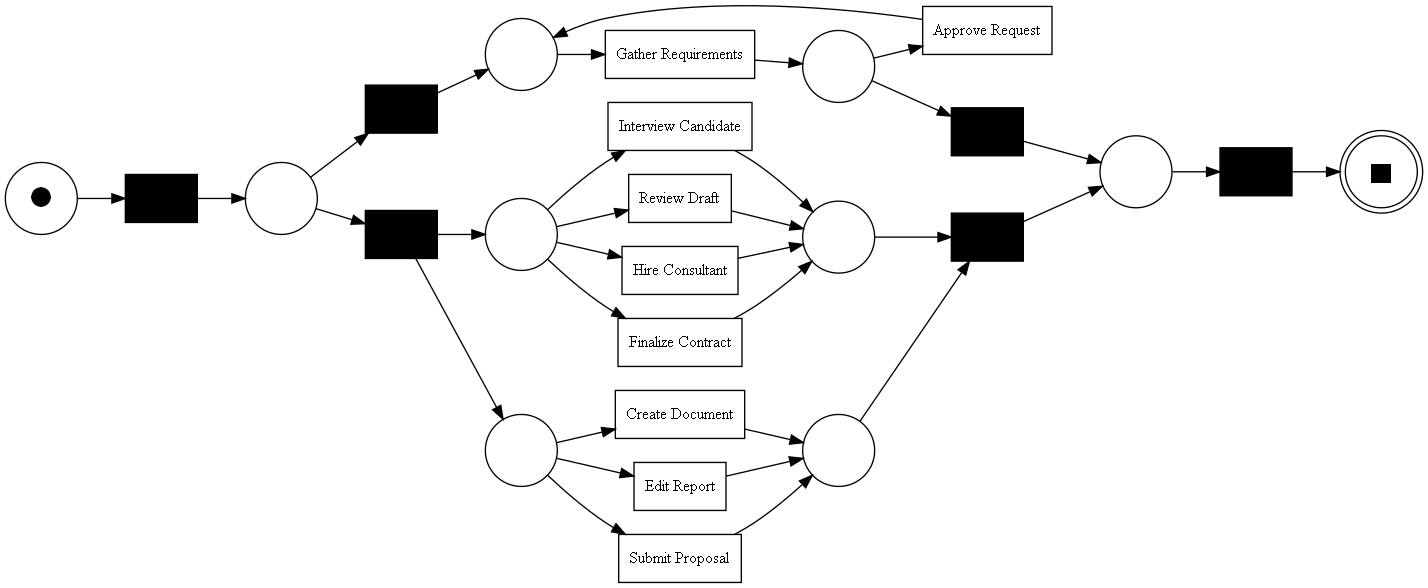 Approve Request
Gather Requirements
Interview Candidate
Review Draft
Hire Consultant
Finalize Contract
Create Document
Edit Report
Submit Proposal